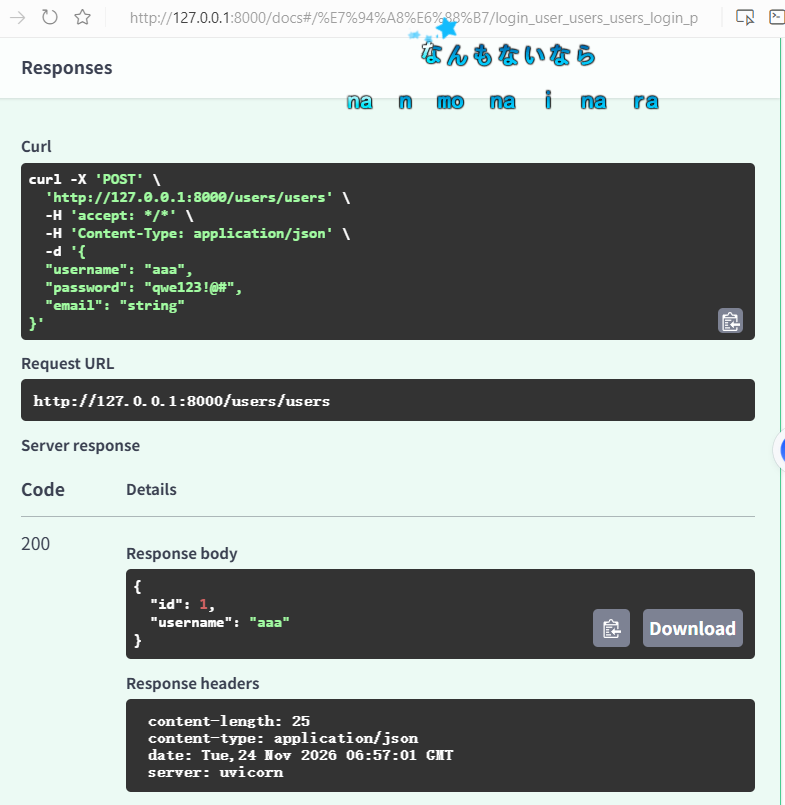 http://127.0.0.1:8000/docs#/%E7%94%A8%E6%88%B7/login_user_users_users_login_p
なんもないなら
na n mo na i na ra
Responses
Curl
curl -X 'POST' \
  'http://127.0.0.1:8000/users/users' \
  -H 'accept: */*' \
  -H 'Content-Type: application/json' \
  -d '{
  "username": "aaa",
  "password": "qwe123!@#",
  "email": "string"
}'
Request URL
http://127.0.0.1:8000/users/users
Server response
Code Details
200
Response body
{
  "id": 1,
  "username": "aaa"
}
Download
Response headers
content-length: 25
content-type: application/json
date: Tue,24 Nov 2026 06:57:01 GMT
server: uvicorn